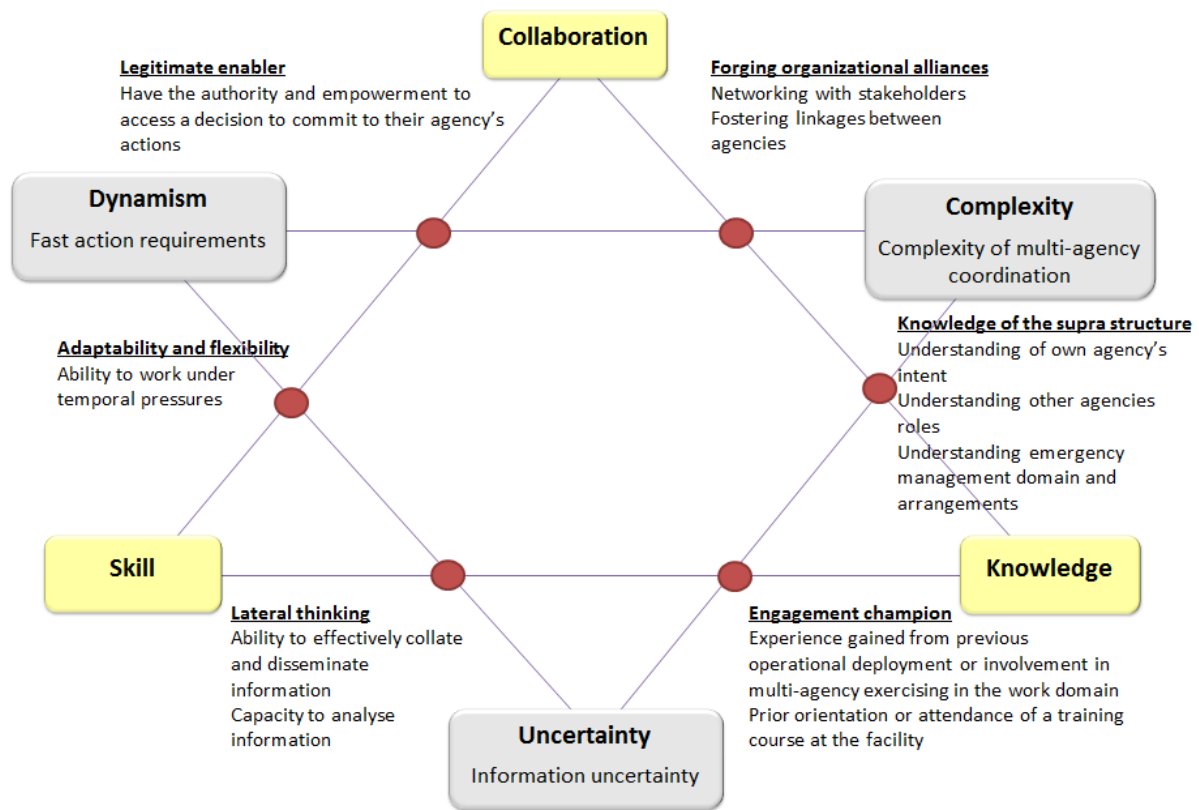 Collaboration
Legitimate enabler
Have the authority and empowerment to
access a decision to commit to their agency’s
actions
Forging organizational alliances
Networking with stakeholders
Fostering linkages between
agencies
Dynamism
Fast action requirements
Complexity
Complexity of multi-agency
coordination
Adaptability and flexibility
Ability to work under
temporal pressures
Knowledge of the supra structure
Understanding of own agency’s
intent
Understanding other agencies
roles
Understanding emergency
management domain and
arrangements
Skill
Knowledge
Lateral thinking
Ability to effectively collate
and disseminate
information
Capacity to analyse
information
Engagement champion
Experience gained from previous
operational deployment or involvement in
multi-agency exercising in the work domain
Prior orientation or attendance of a training
course at the facility
Uncertainty
Information uncertainty